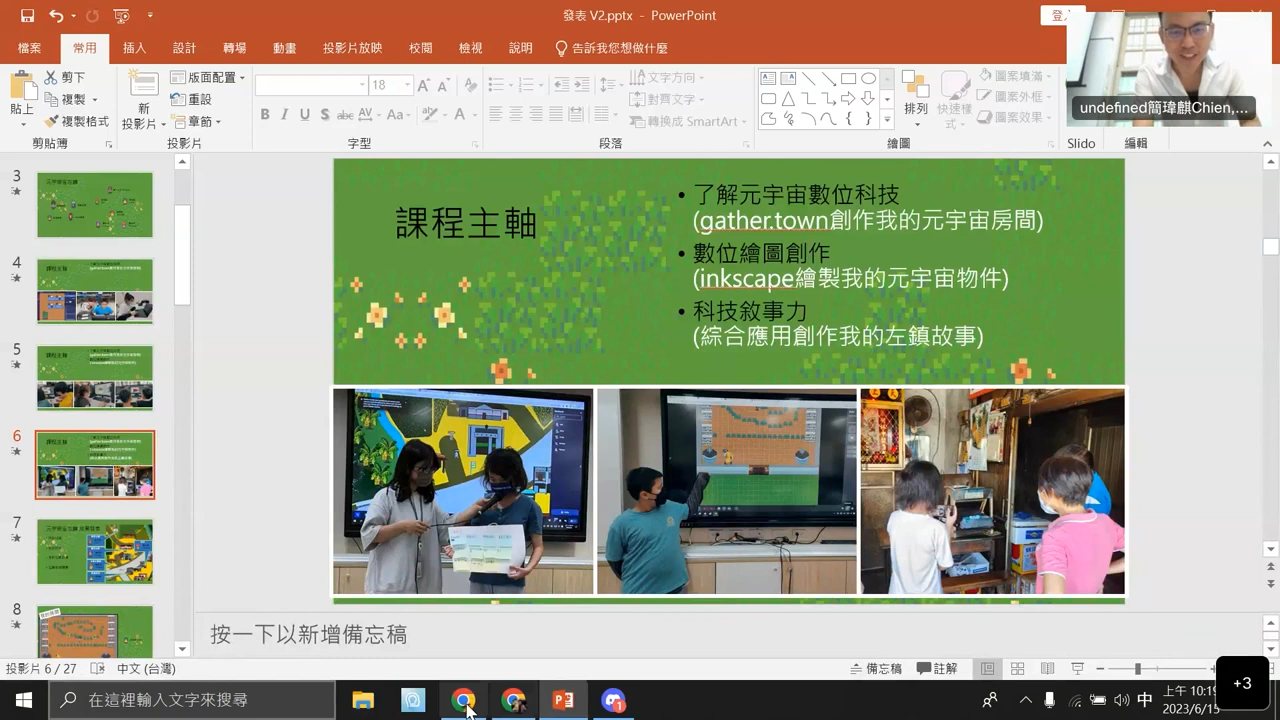 發表 V2.pptx - PowerPoint
檔案 常用 插入 設計 轉場 動畫 投影片放映 校閱 檢視 說明 告訴我您想做什麼
剪下
複製
複製格式
貼上
剪貼簿
新
投影片
版面配置
重設
章節
投影片
18
B I U S abc AV Aa A
字型
文字方向
對齊文字
轉換成 SmartArt
段落
排列
快速樣
式
圖案填滿
圖案外框
圖案效果
繪圖
Slido
編輯
undefined簡瑋麒Chien,...
3
4
5
6
7
8
課程主軸
• 了解元宇宙數位科技
(gather.town創作我的元宇宙房間)
• 數位繪圖創作
(inkscape繪製我的元宇宙物件)
• 科技敘事力
(綜合應用創作我的左鎮故事)
按一下以新增備忘稿
投影片 6 / 27 中文 (台灣) 備忘稿 註解
在這裡輸入文字來搜尋
1
中
上午 10:19
2023/6/15
+3